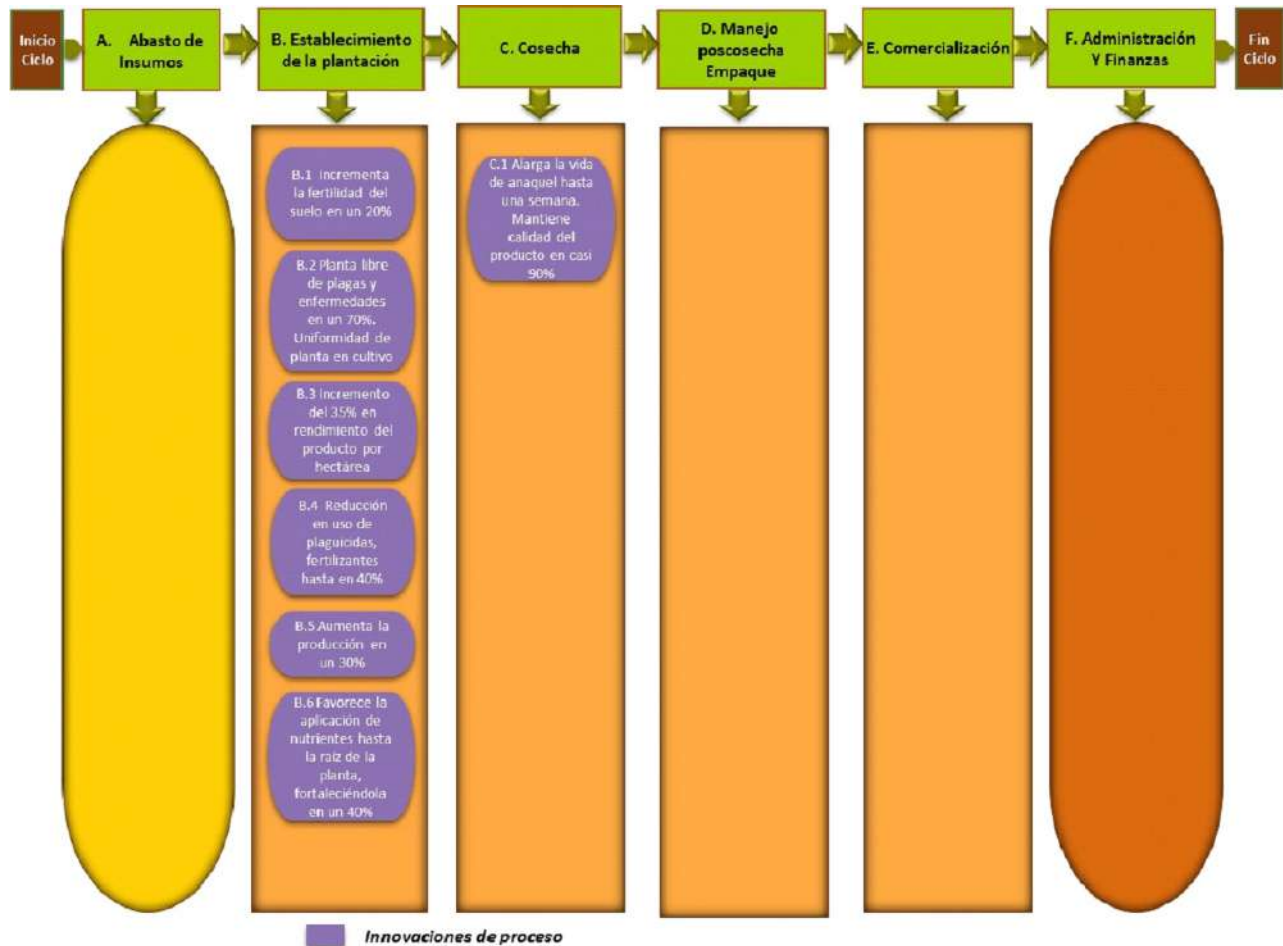 Inicio
Ciclo
A. Abasto de
Insumos
B. Establecimiento
de la plantación
C. Cosecha
D. Manejo
poscosecha
Empaque
E. Comercialización
F. Administración
Y Finanzas
Fin
Ciclo
B.1 Incrementa
la fertilidad del
suelo en un 20%
B.2 Planta libre
de plagas y
enfermedades
en un 70%.
Uniformidad de
planta en cultivo
B.3 Incremento
del 35% en
rendimiento del
producto por
hectárea
B.4 Reducción
en uso de
plaguicidas,
fertilizantes
hasta en 40%
B.5 Aumenta la
producción en
un 30%
B.6 Favorece la
aplicación de
nutrientes hasta
la raíz de la
planta,
fortaleciéndola
en un 40%
C.1 Alarga la vida
de anaquel hasta
una semana.
Mantiene
calidad del
producto en casi
90%
Innovaciones de proceso